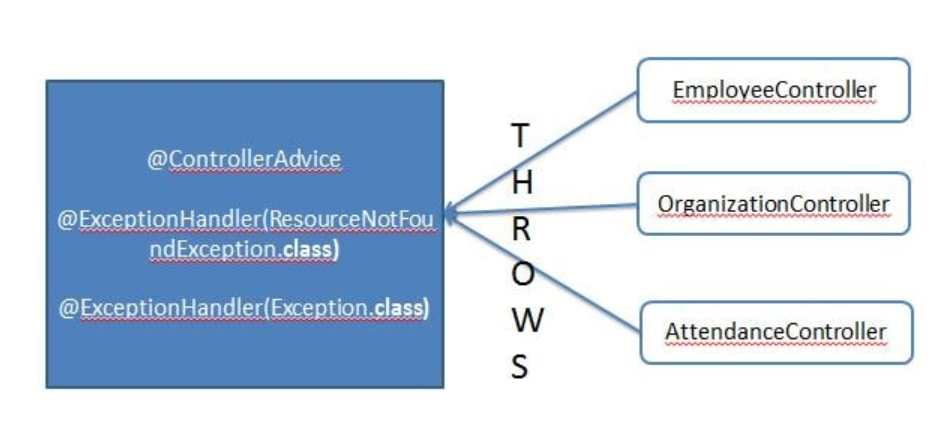 @ControllerAdvice
@ExceptionHandler(ResourceNotFou
ndException.class)
@ExceptionHandler(Exception.class)
T
H
R
O
W
S
EmployeeController
OrganizationController
AttendanceController